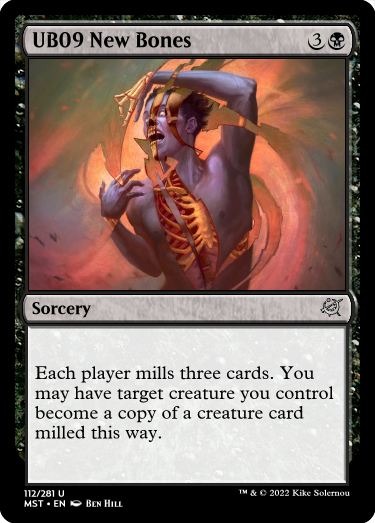 UB09 New Bones 3
Sorcery
Each player mills three cards. You
may have target creature you control
become a copy of a creature card
milled this way.
112/281 U
MST • EN BEN HILL
™ & © 2022 Kike Solernou